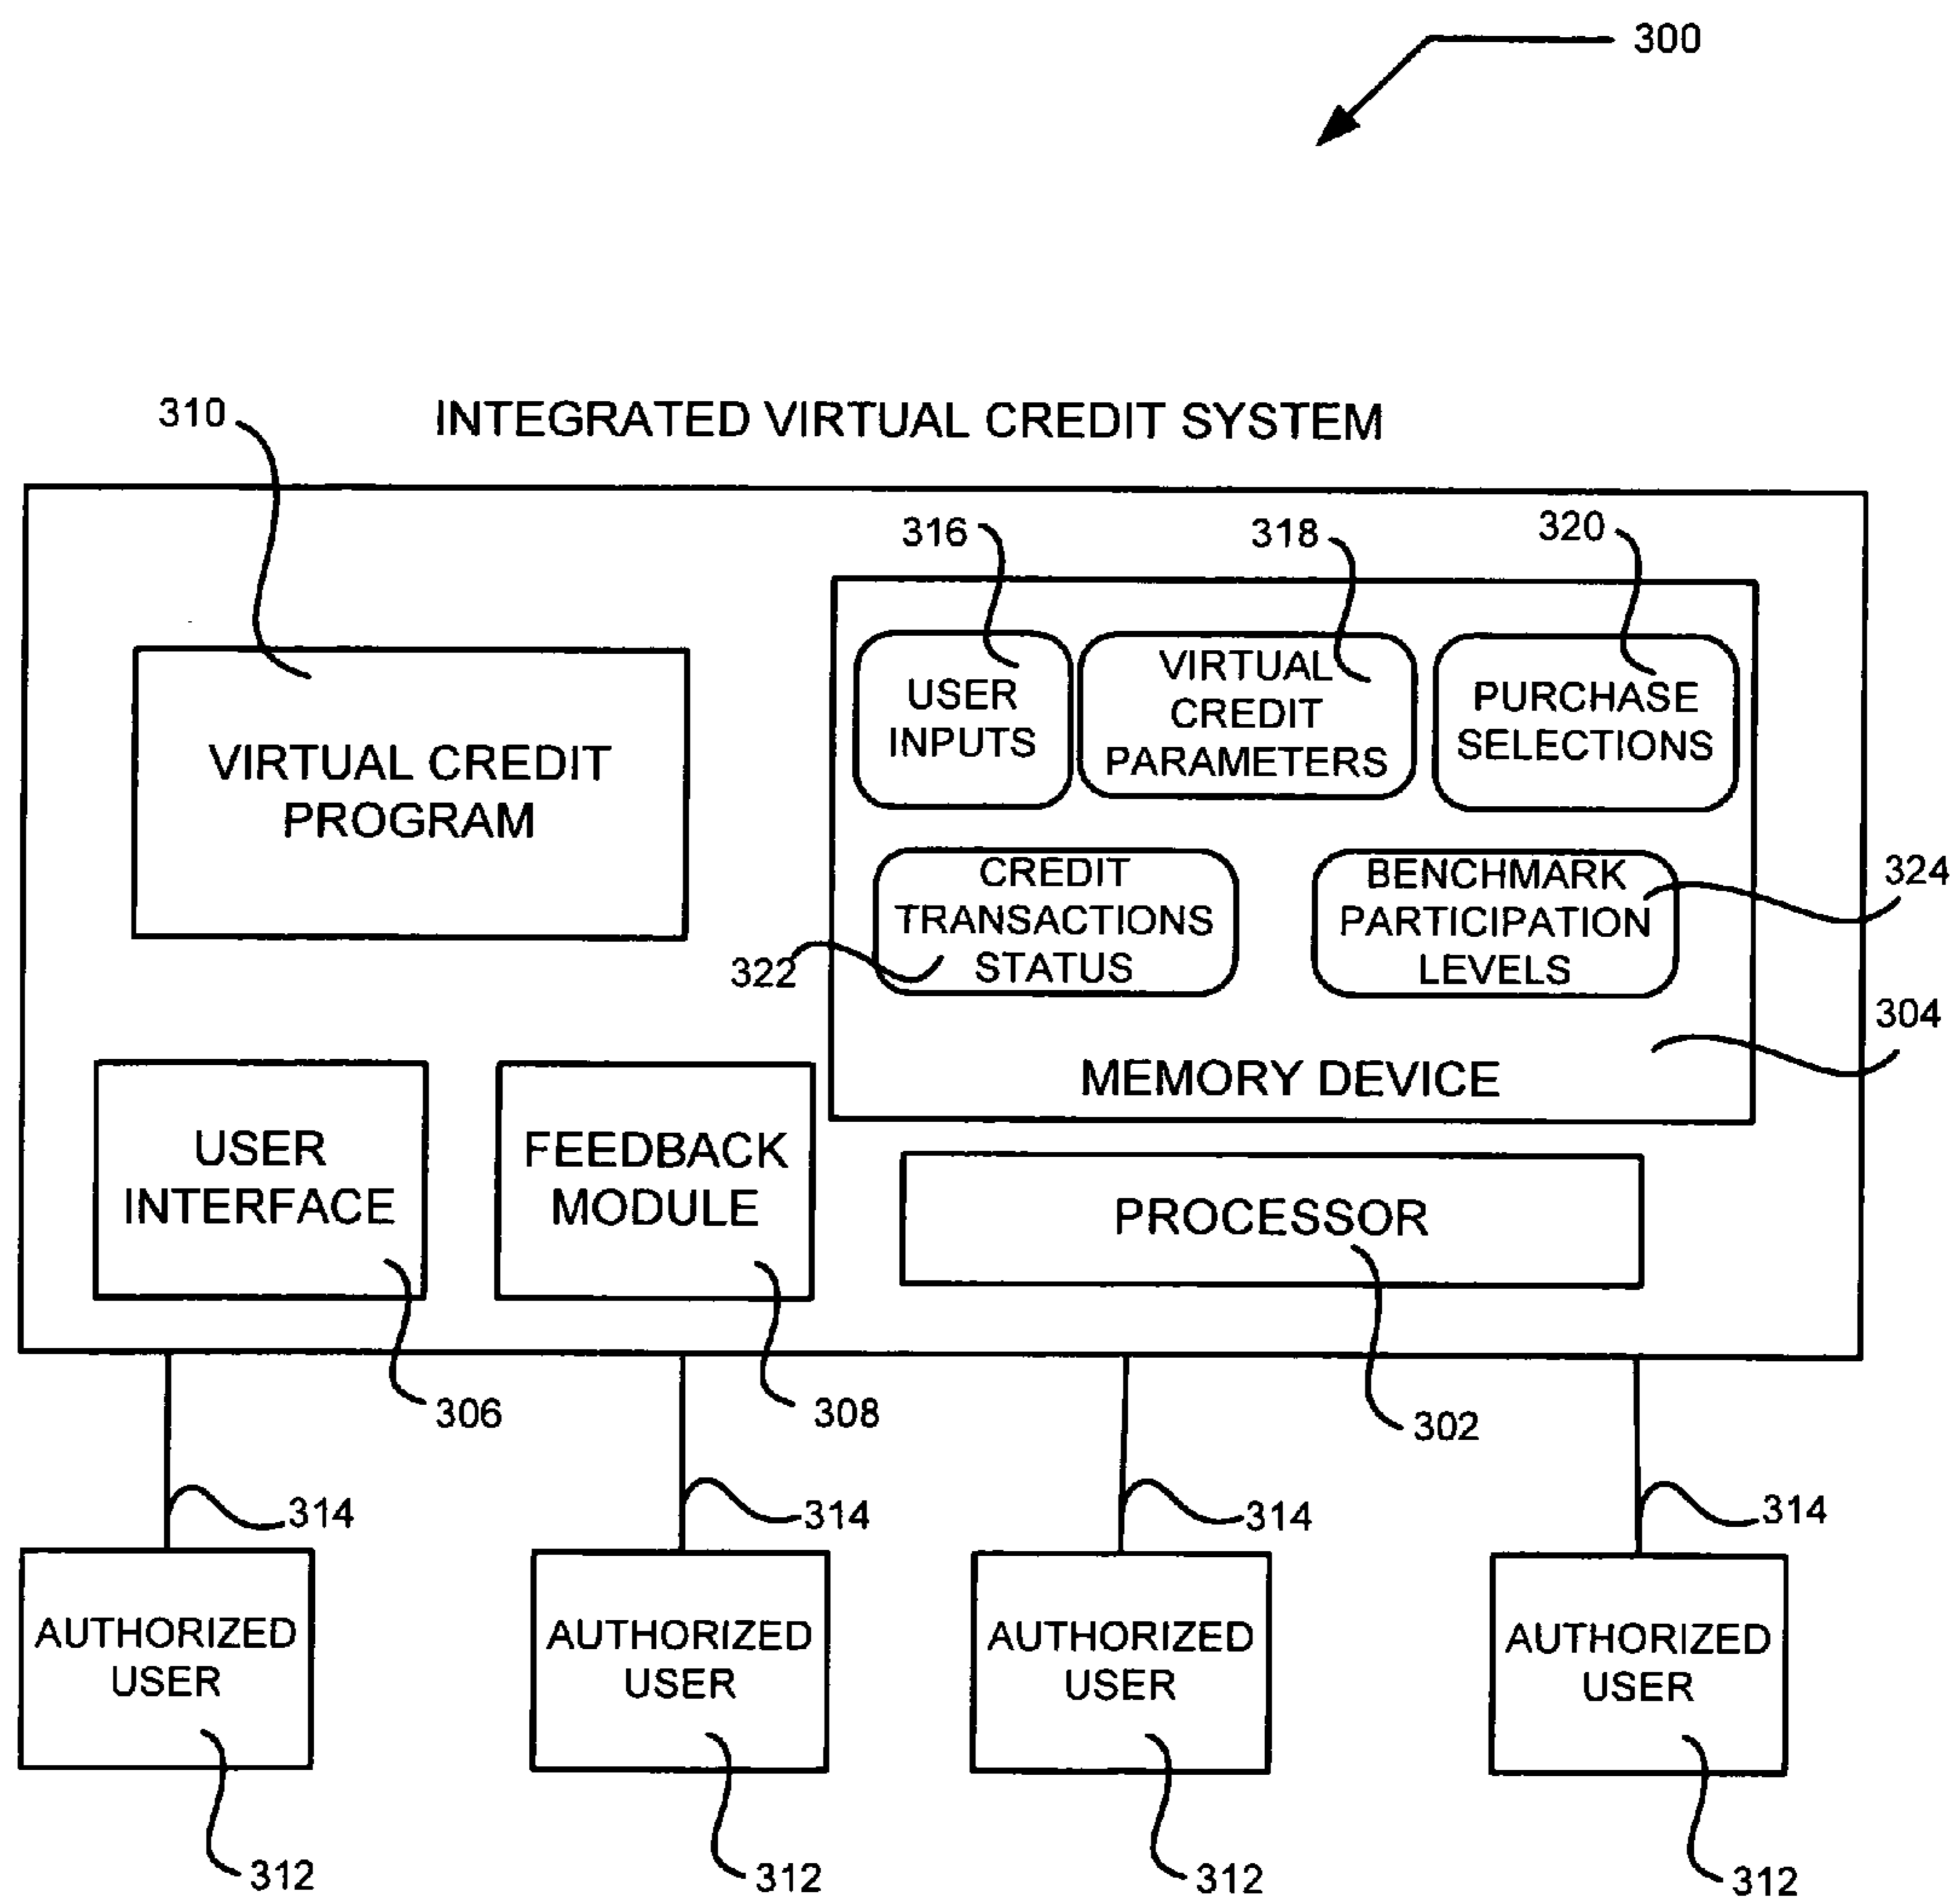 300
310
INTEGRATED VIRTUAL CREDIT SYSTEM
316
318
320
VIRTUAL CREDIT
PROGRAM
USER
INPUTS
VIRTUAL
CREDIT
PARAMETERS
PURCHASE
SELECTIONS
CREDIT
TRANSACTIONS
STATUS
322
BENCHMARK
PARTICIPATION
LEVELS
324
304
MEMORY DEVICE
USER
INTERFACE
FEEDBACK
MODULE
PROCESSOR
306
308
302
314
314
314
314
AUTHORIZED
USER
AUTHORIZED
USER
AUTHORIZED
USER
AUTHORIZED
USER
312
312
312
312